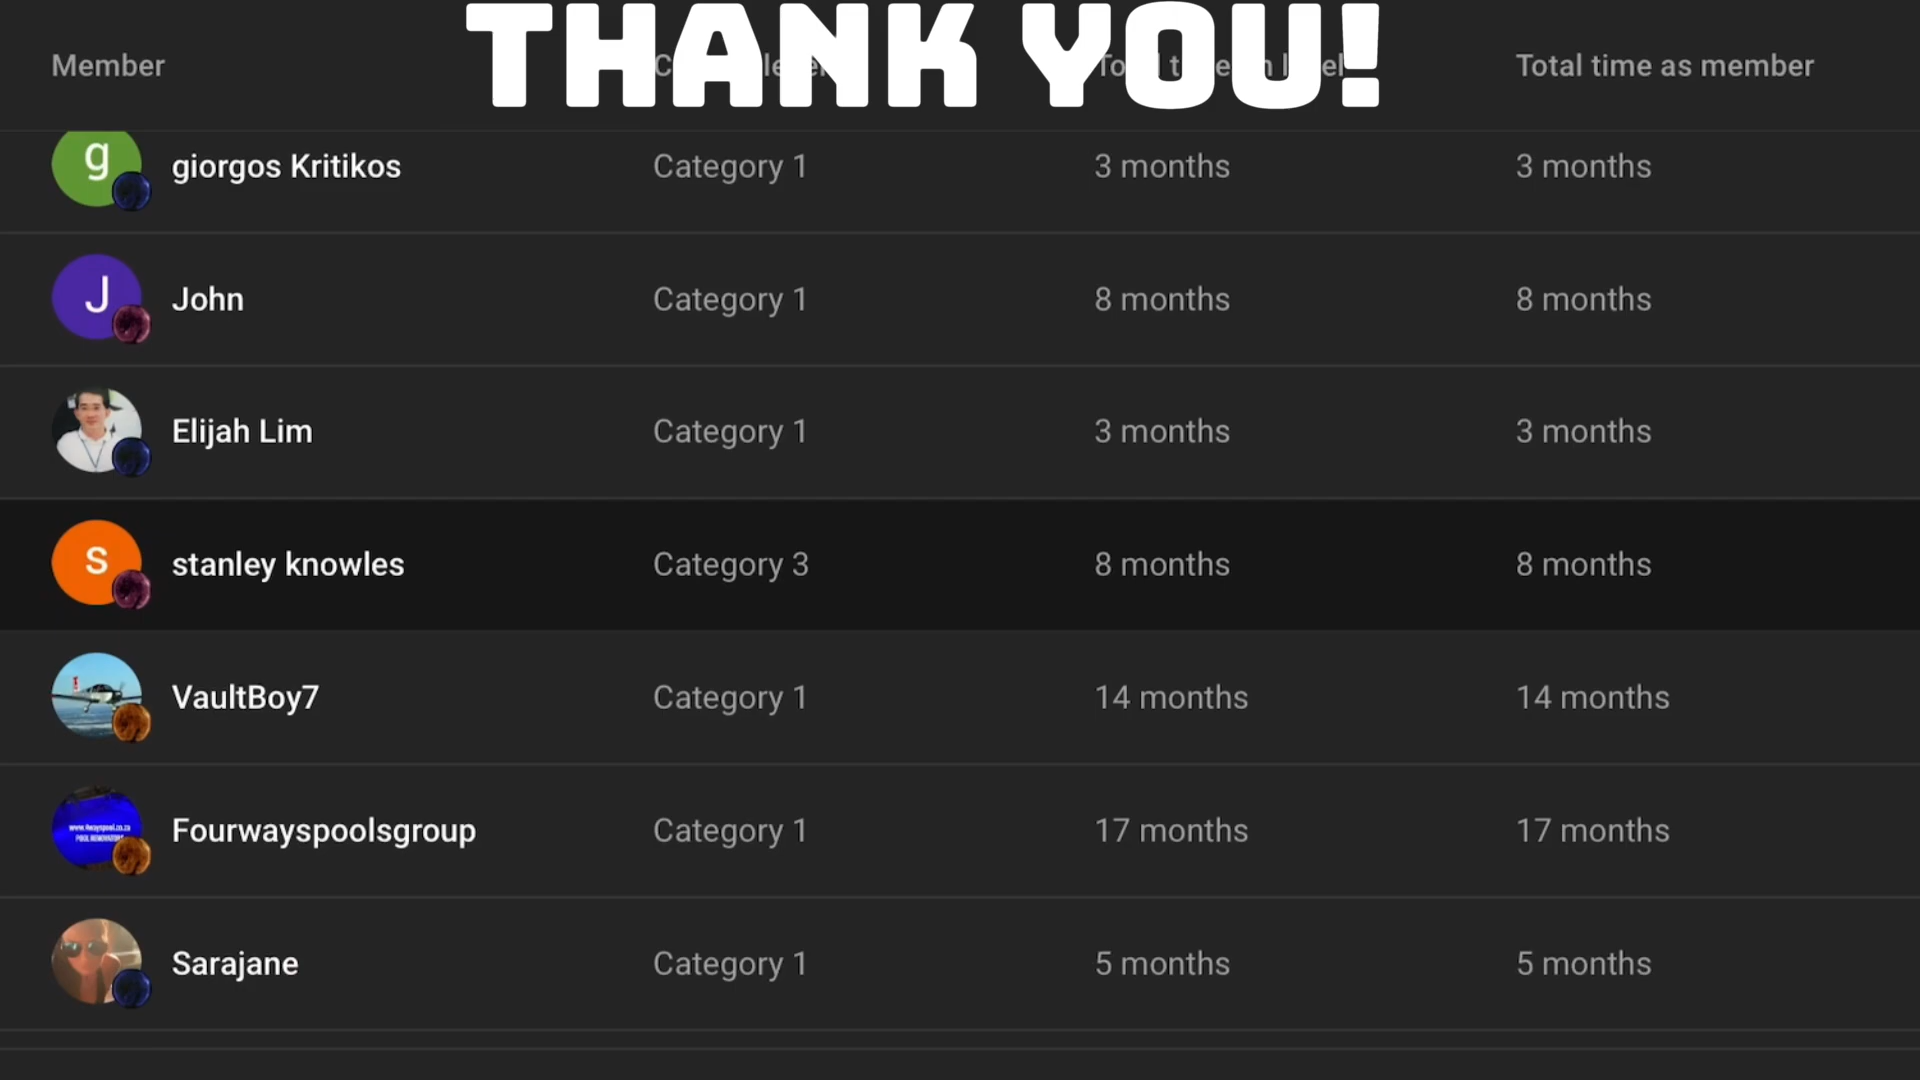 THANK YOU!
Member Total time as member
g giorgos Kritikos Category 1 3 months 3 months
J John Category 1 8 months 8 months
Elijah Lim Category 1 3 months 3 months
s stanley knowles Category 3 8 months 8 months
VaultBoy7 Category 1 14 months 14 months
Fourwayspoolsgroup Category 1 17 months 17 months
Sarajane Category 1 5 months 5 months